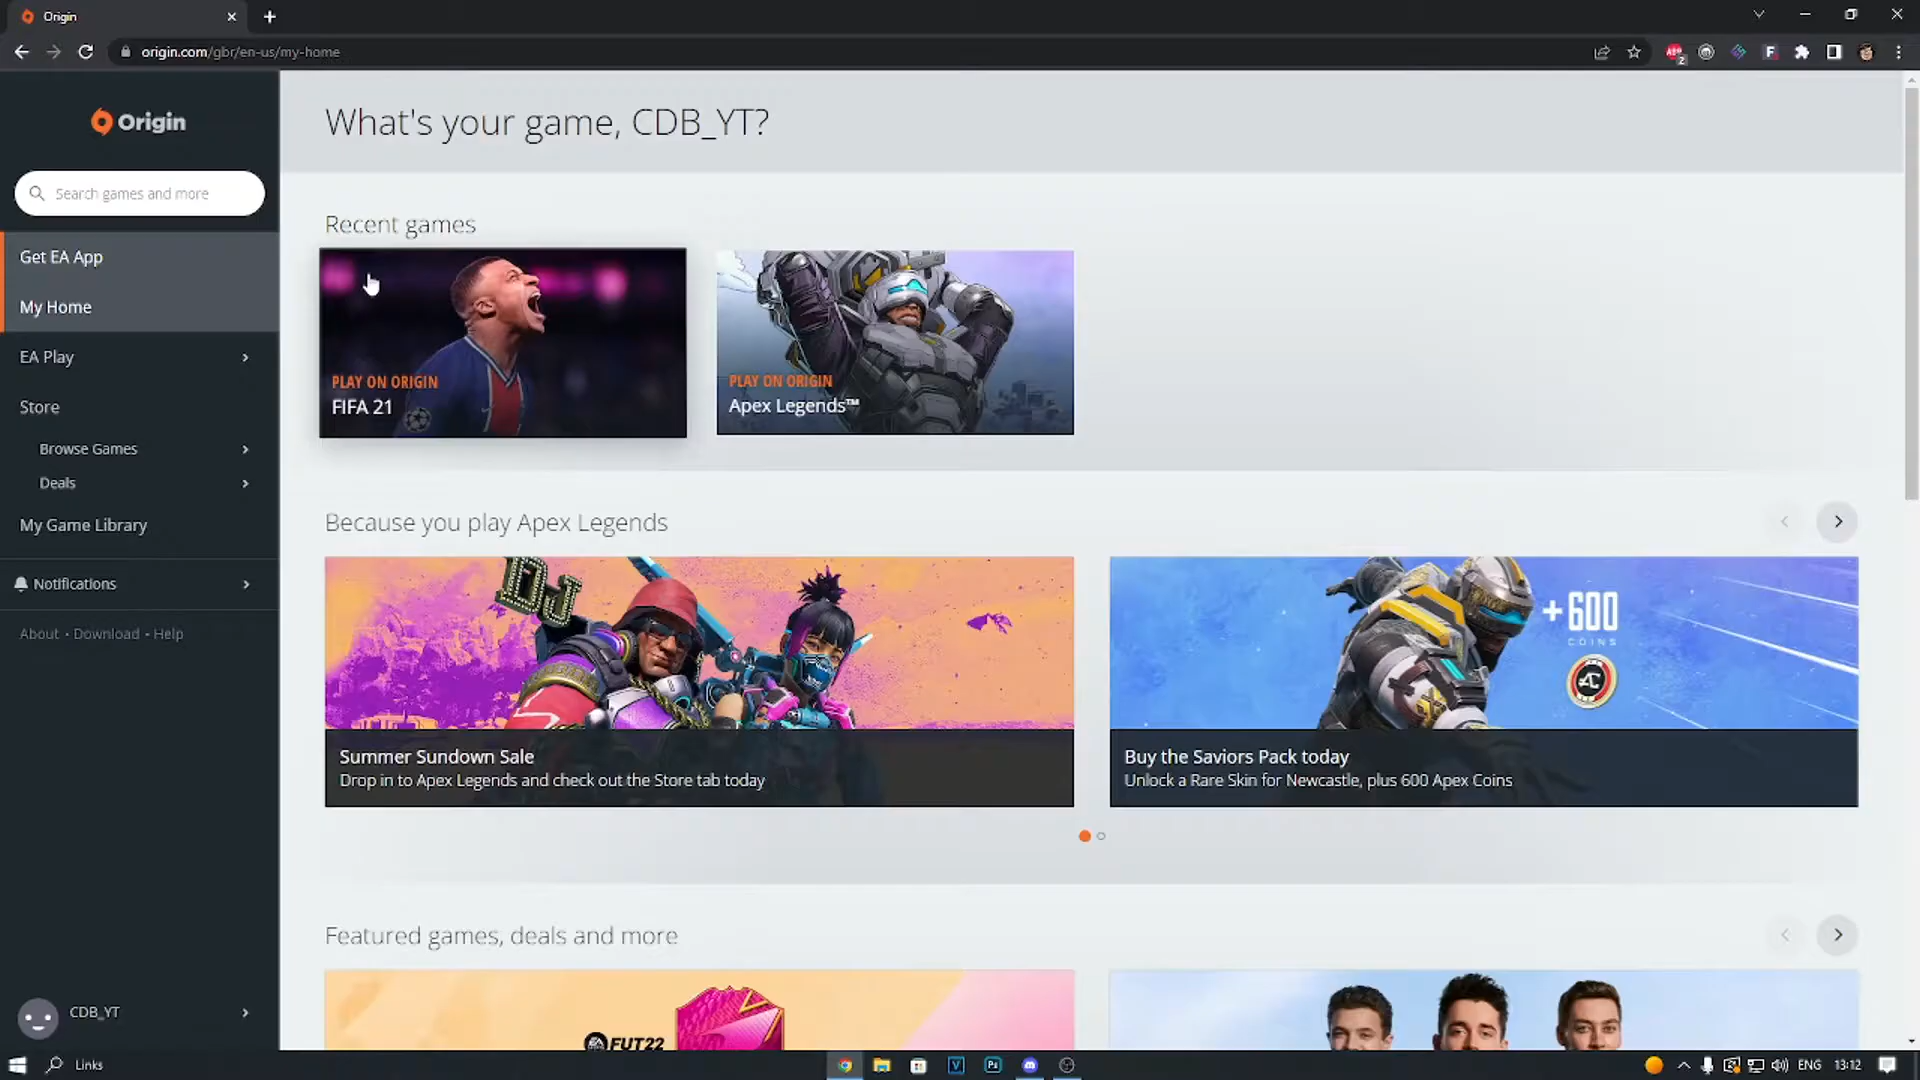 Origin
origin.com/gbr/en-us/my-home
2
F
Origin
Search games and more
Get EA App
My Home
EA Play
Store
Browse Games
Deals
My Game Library
Notifications
About • Download • Help
CDB_YT
What's your game, CDB_YT?
Recent games
PLAY ON ORIGIN
FIFA 21
PLAY ON ORIGIN
Apex Legends™
Because you play Apex Legends
DJ
Summer Sundown Sale
Drop in to Apex Legends and check out the Store tab today
+600
COINS
Buy the Saviors Pack today
Unlock a Rare Skin for Newcastle, plus 600 Apex Coins
Featured games, deals and more
FUT22
Links
V
Ps
ENG
13:12